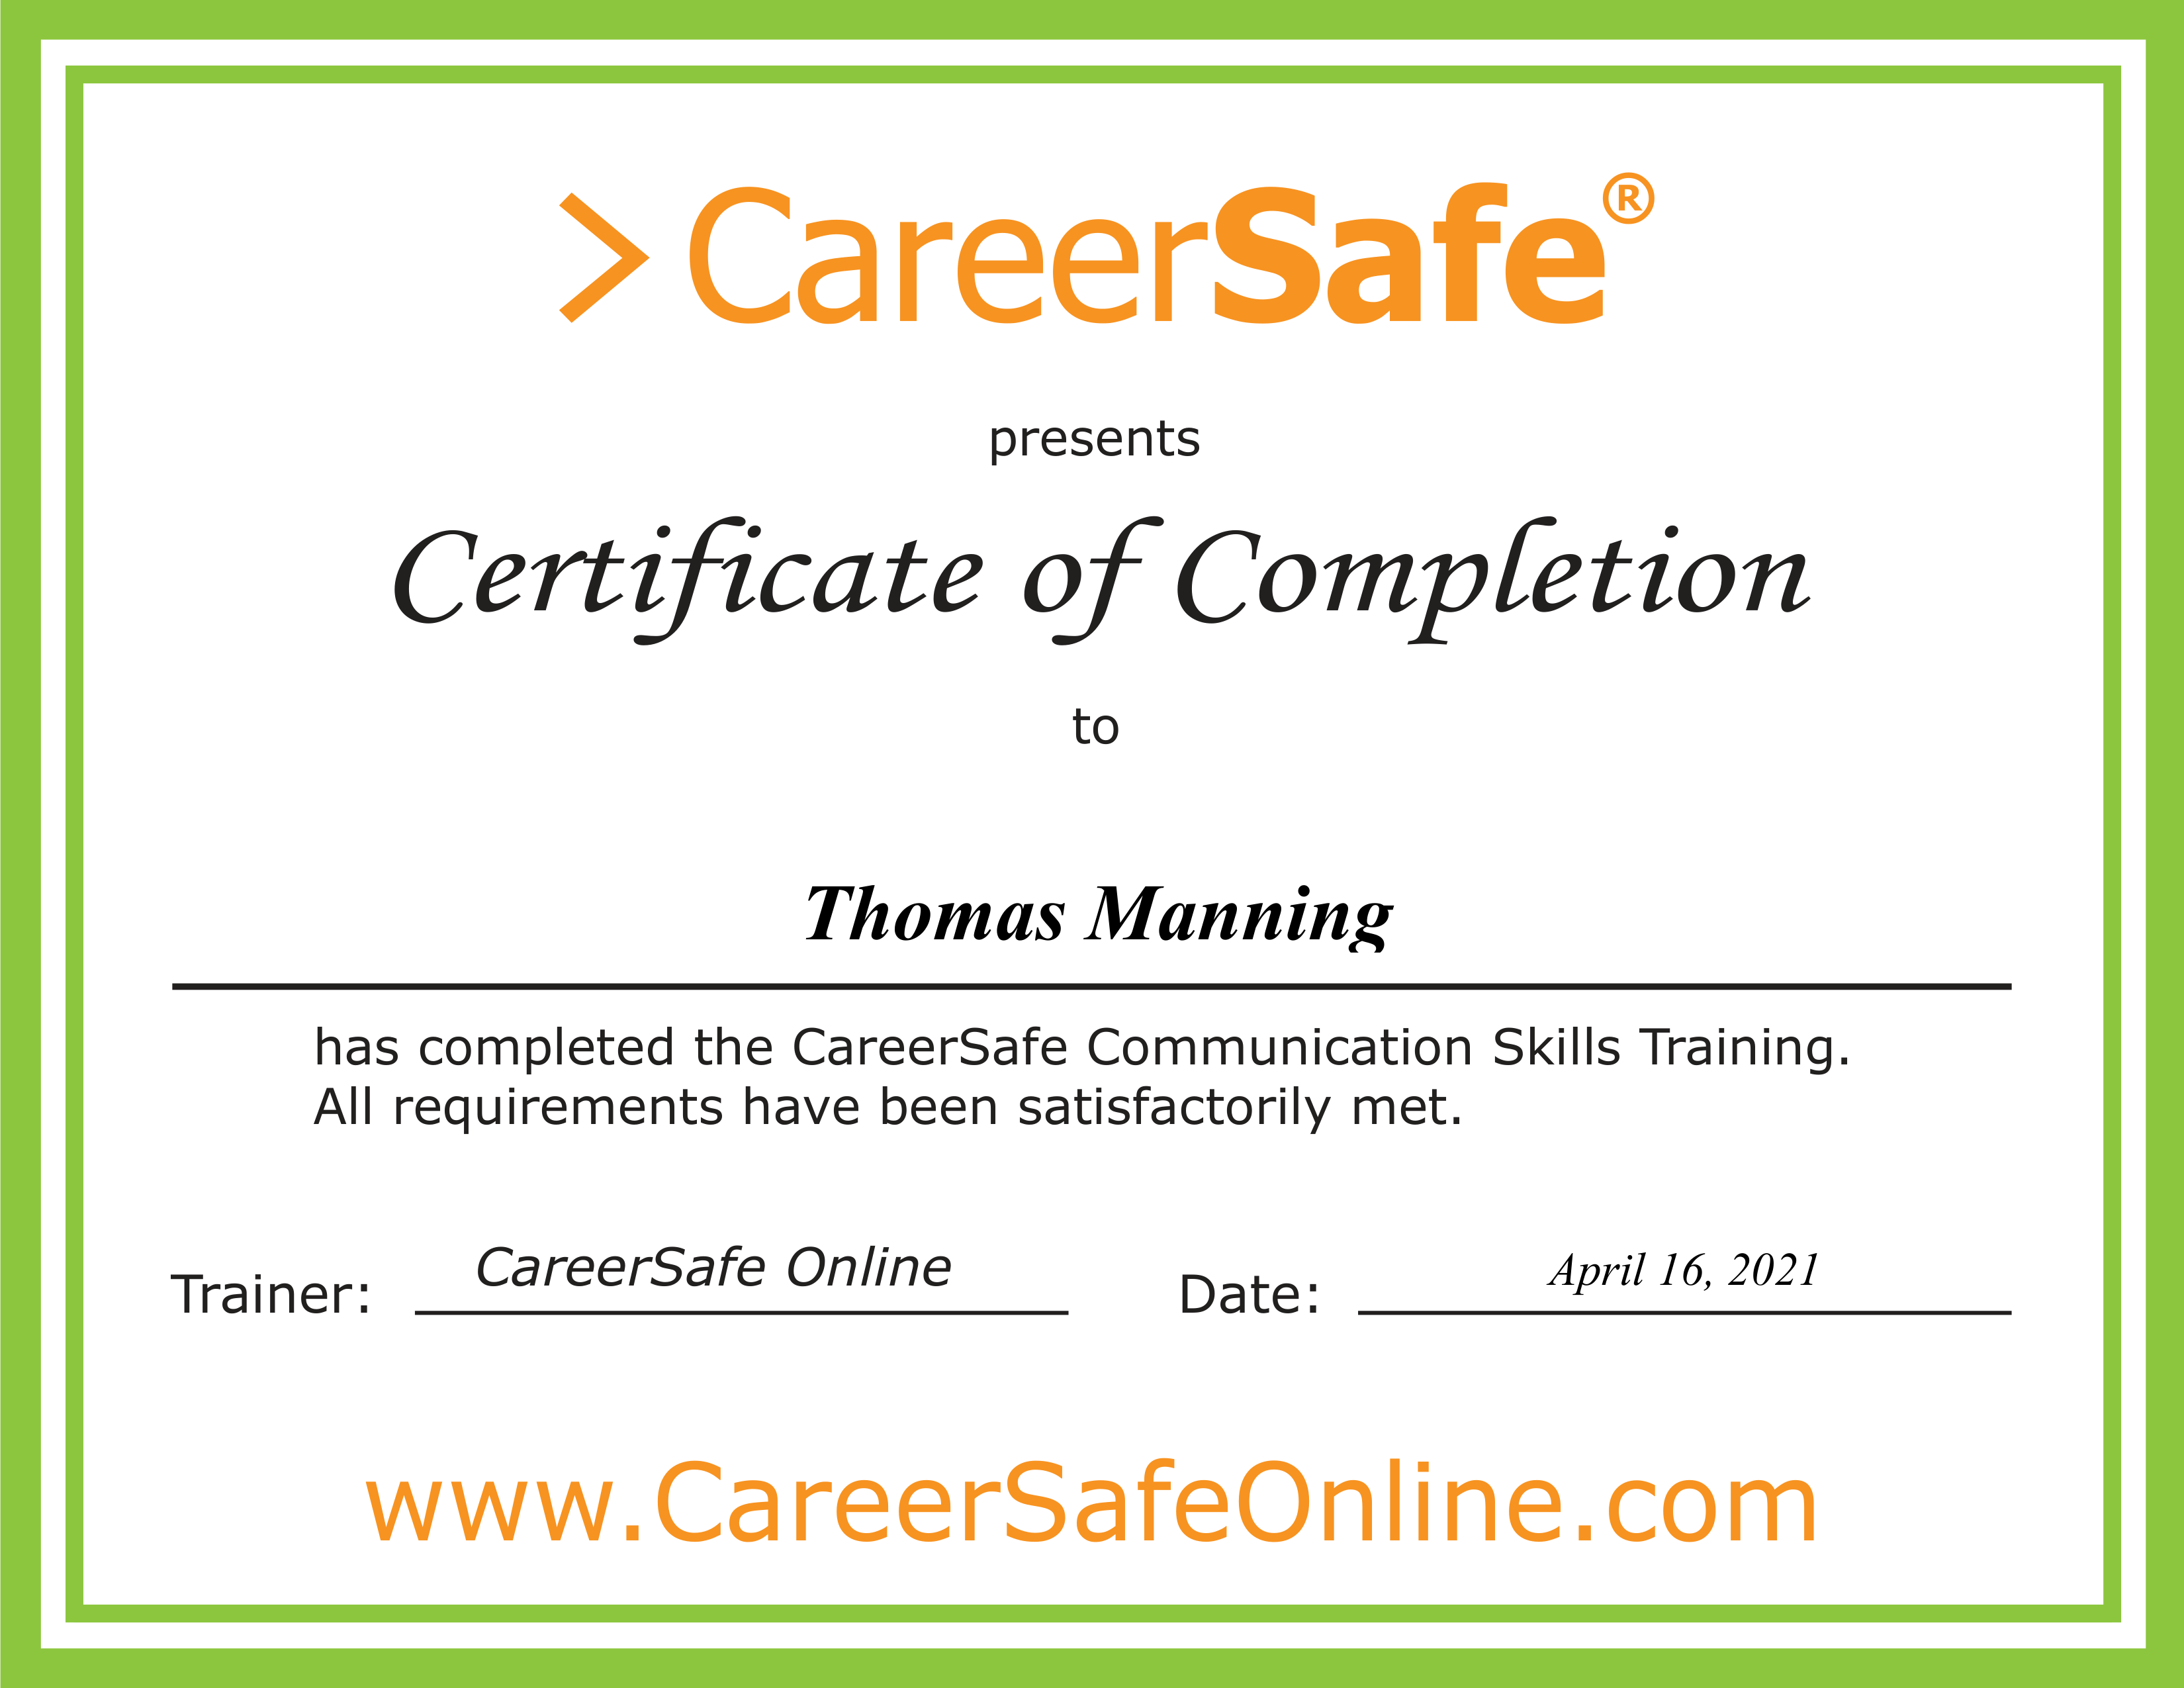 > CareerSafe®
presents
Certificate of Completion
to
Thomas Manning
has completed the CareerSafe Communication Skills Training.
All requirements have been satisfactorily met.
Trainer: CareerSafe Online Date: April 16, 2021
www.CareerSafeOnline.com